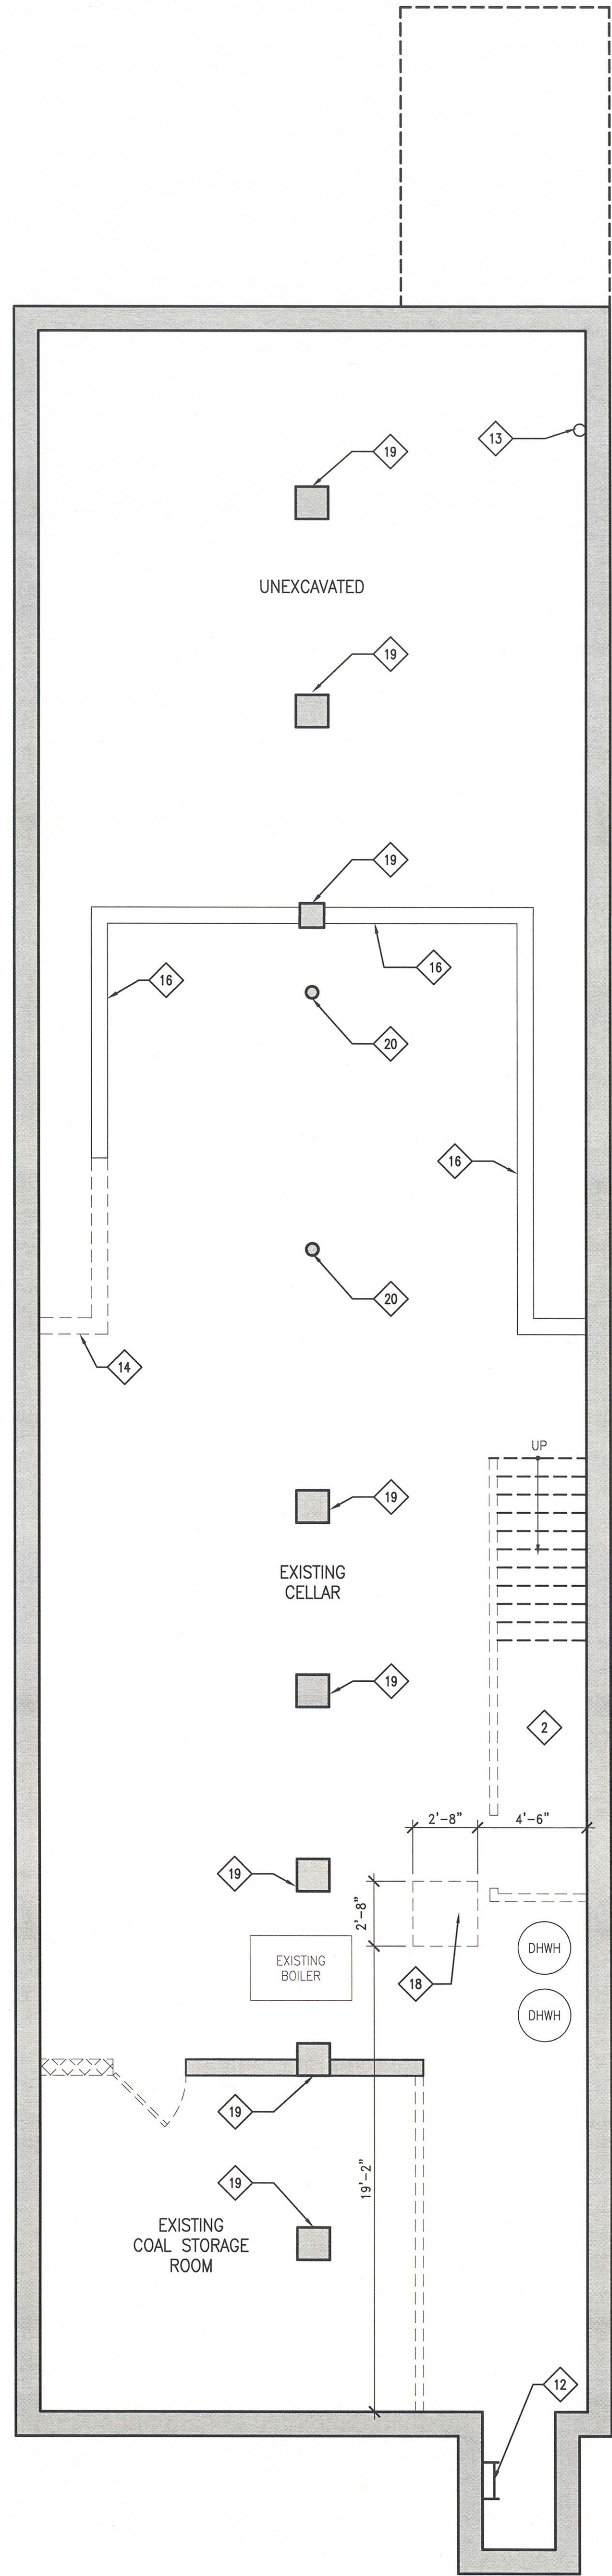 19
13
UNEXCAVATED
19
19
16
16
20
16
20
14
UP
19
EXISTING
CELLAR
19
2
2'-8"
4'-6"
19
2'-8"
EXISTING
BOILER
DHWH
18
DHWH
19
19'-2"
19
EXISTING
COAL STORAGE
ROOM
12